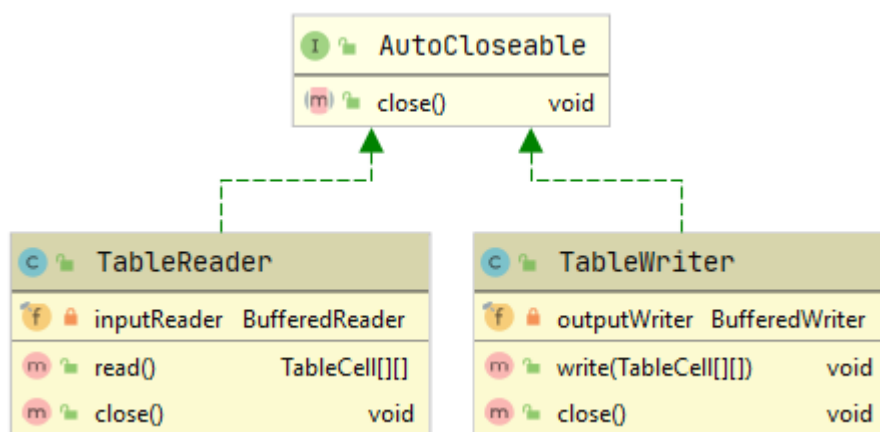 AutoCloseable
close() void
TableReader
inputReader BufferedReader
read() TableCell[][]
close() void
TableWriter
outputWriter BufferedWriter
write(TableCell[][]) void
close() void